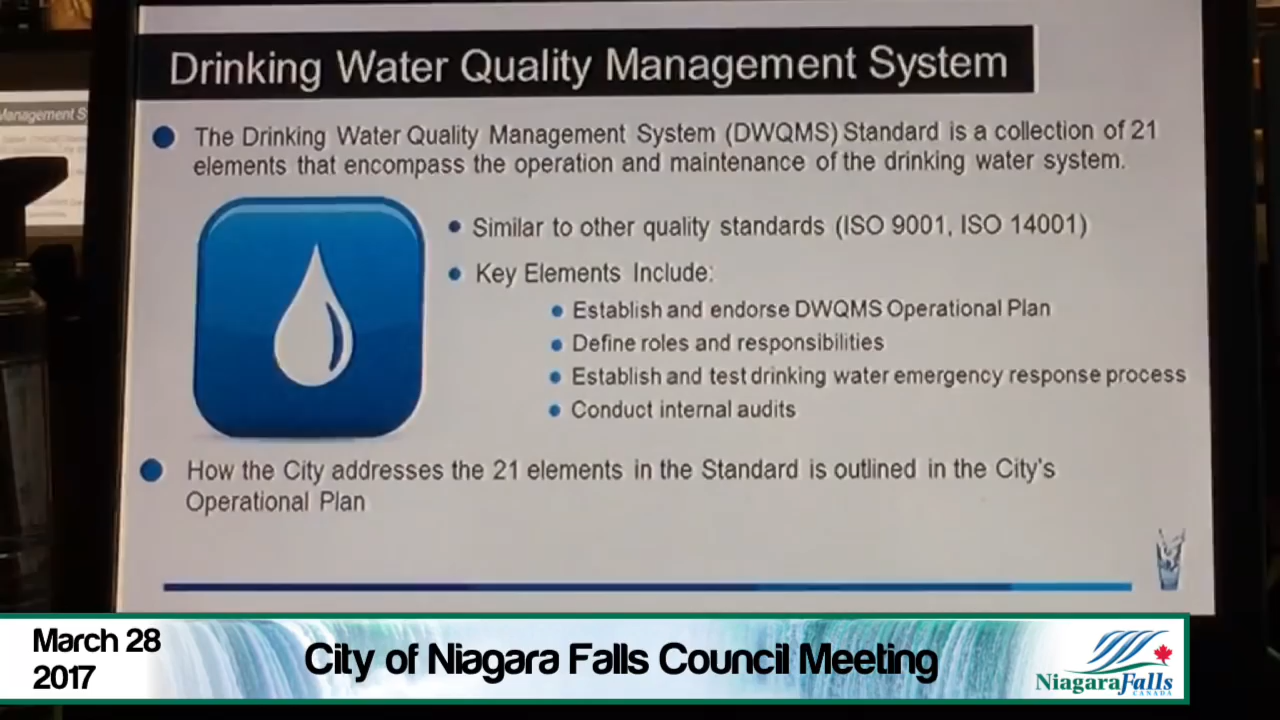 Drinking Water Quality Management System
Management S
The Drinking Water Quality Management System (DWQMS) Standard is a collection of 21
elements that encompass the operation and maintenance of the drinking water system.
Similar to other quality standards (ISO 9001, ISO 14001)
Key Elements Include:
Establish and endorse DWQMS Operational Plan
Define roles and responsibilities
Establish and test drinking water emergency response process
Conduct internal audits
How the City addresses the 21 elements in the Standard is outlined in the City's
Operational Plan
March 28
2017
City of Niagara Falls Council Meeting
NiagaraFalls
CANADA